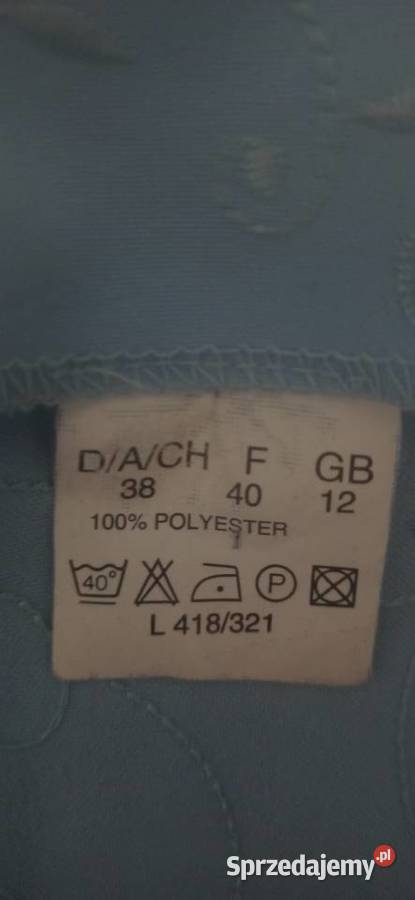 D/A/CH F GB
38 40 12
100% POLYESTER
40° P
L 418/321
Sprzedajemy.pl